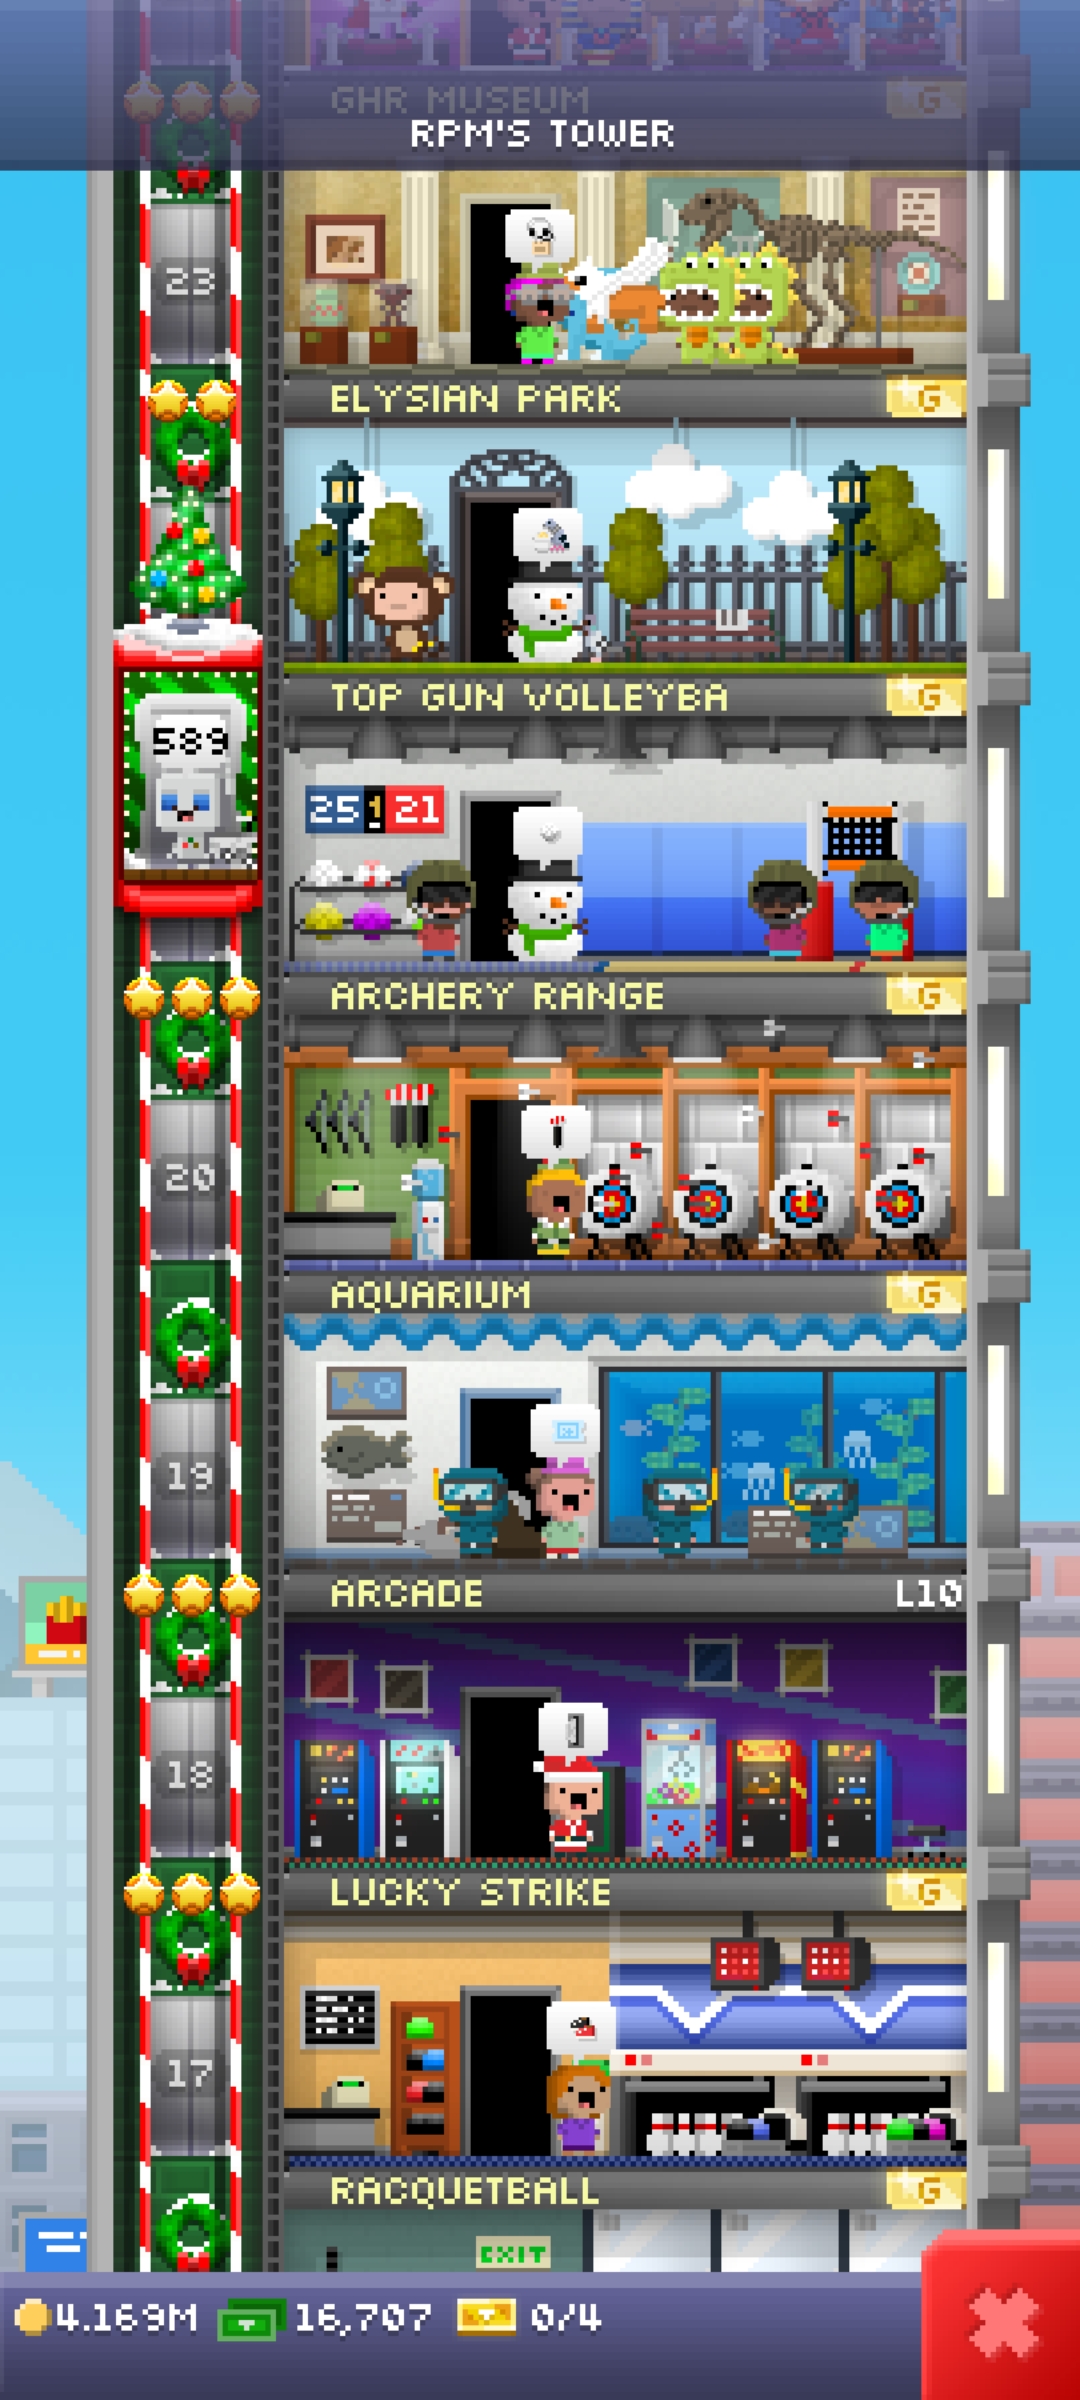 GHR MUSEUM
G
RPM'S TOWER
23
ELYSIAN PARK
G
TOP GUN VOLLEYBA
G
589
25 1 21
ARCHERY RANGE
G
20
AQUARIUM
G
19
ARCADE
L10
18
LUCKY STRIKE
G
17
RACQUETBALL
G
EXIT
4.169M
16,707
0/4